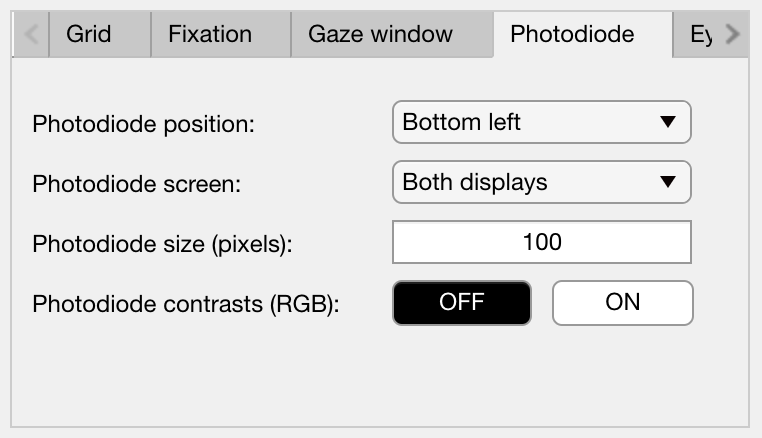 Grid Fixation Gaze window Photodiode
Photodiode position: Bottom left
Photodiode screen: Both displays
Photodiode size (pixels): 100
Photodiode contrasts (RGB): OFF ON